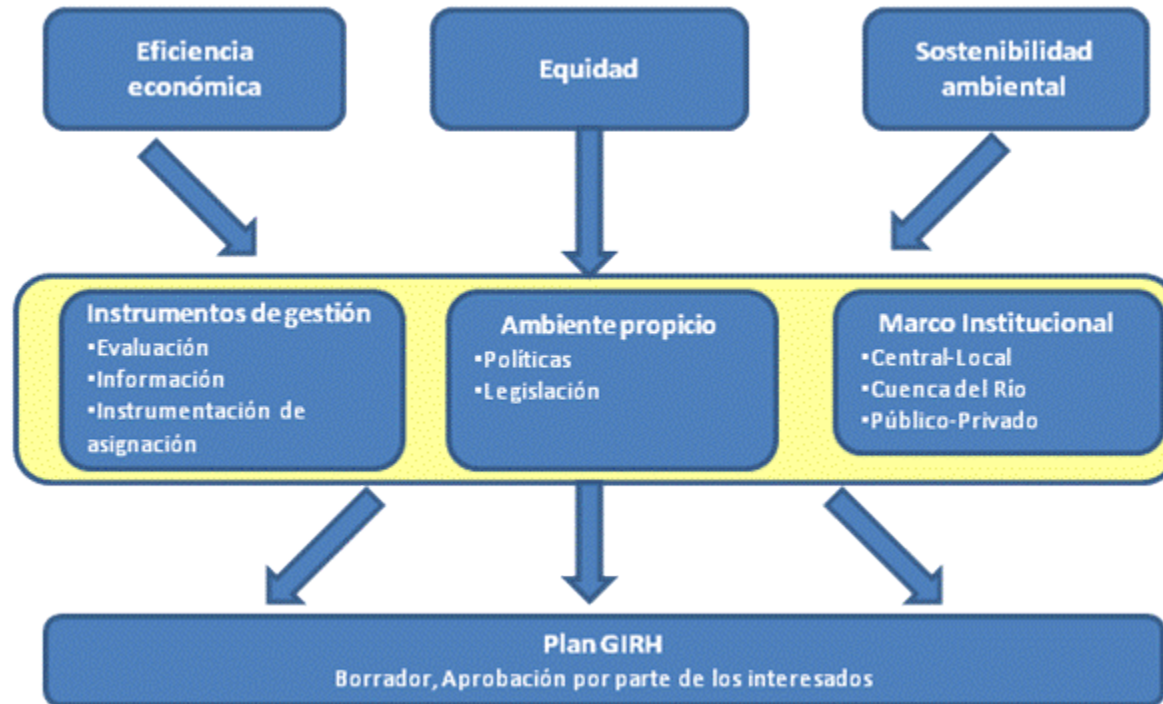 Eficiencia
económica
Equidad
Sostenibilidad
ambiental
Instrumentos de gestión
▪Evaluación
▪Información
▪Instrumentación de
asignación
Ambiente propicio
▪Políticas
▪Legislación
Marco Institucional
▪Central-Local
▪Cuenca del Río
▪Público-Privado
Plan GIRH
Borrador, Aprobación por parte de los interesados